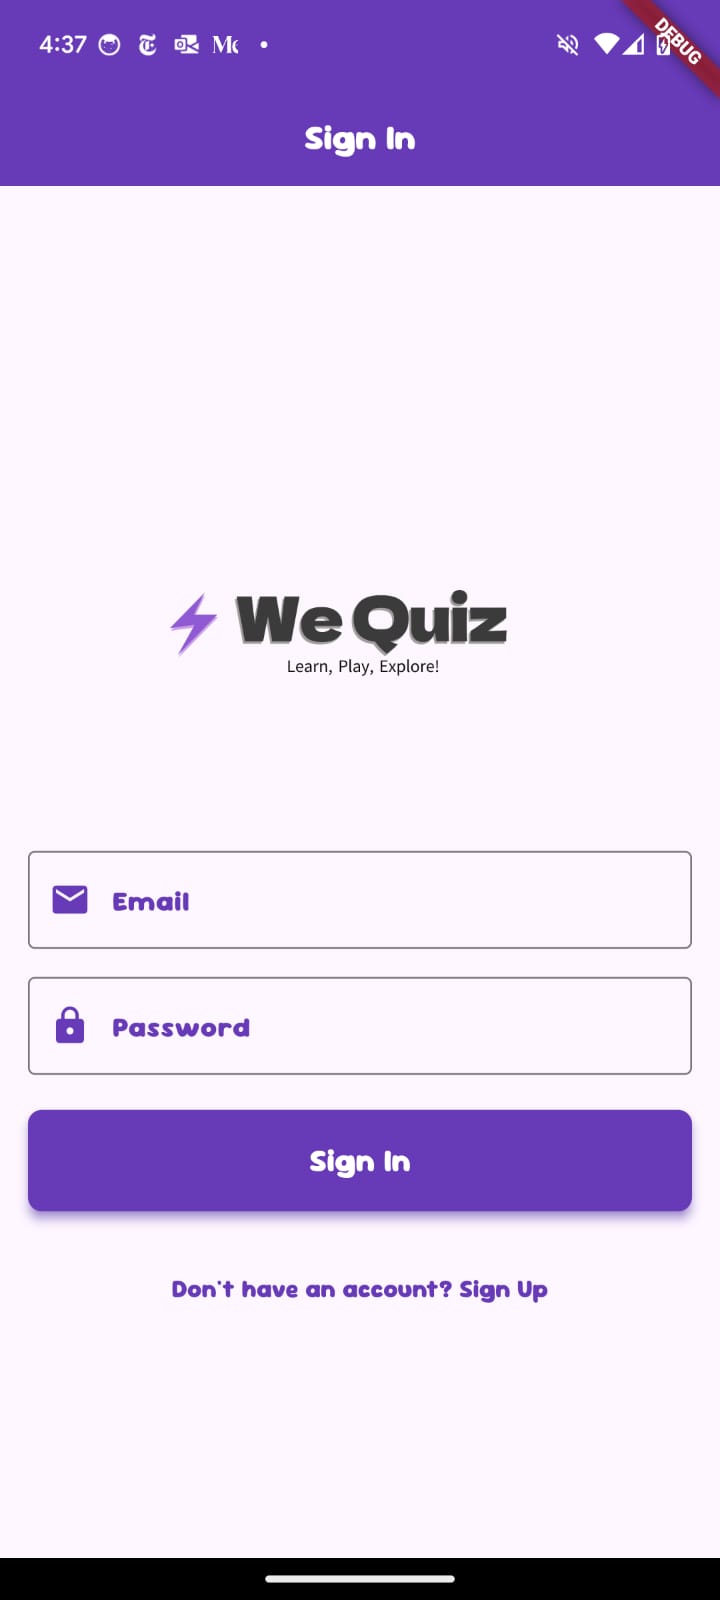 4:37
DEBUG
Sign In
We Quiz
Learn, Play, Explore!
Email
Password
Sign In
Don't have an account? Sign Up